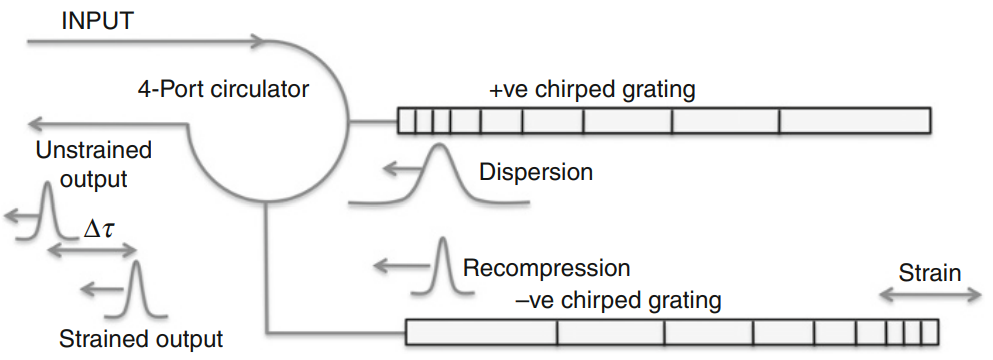 INPUT
4-Port circulator
+ve chirped grating
Unstrained
output
Dispersion
Δτ
Recompression
Strain
–ve chirped grating
Strained output